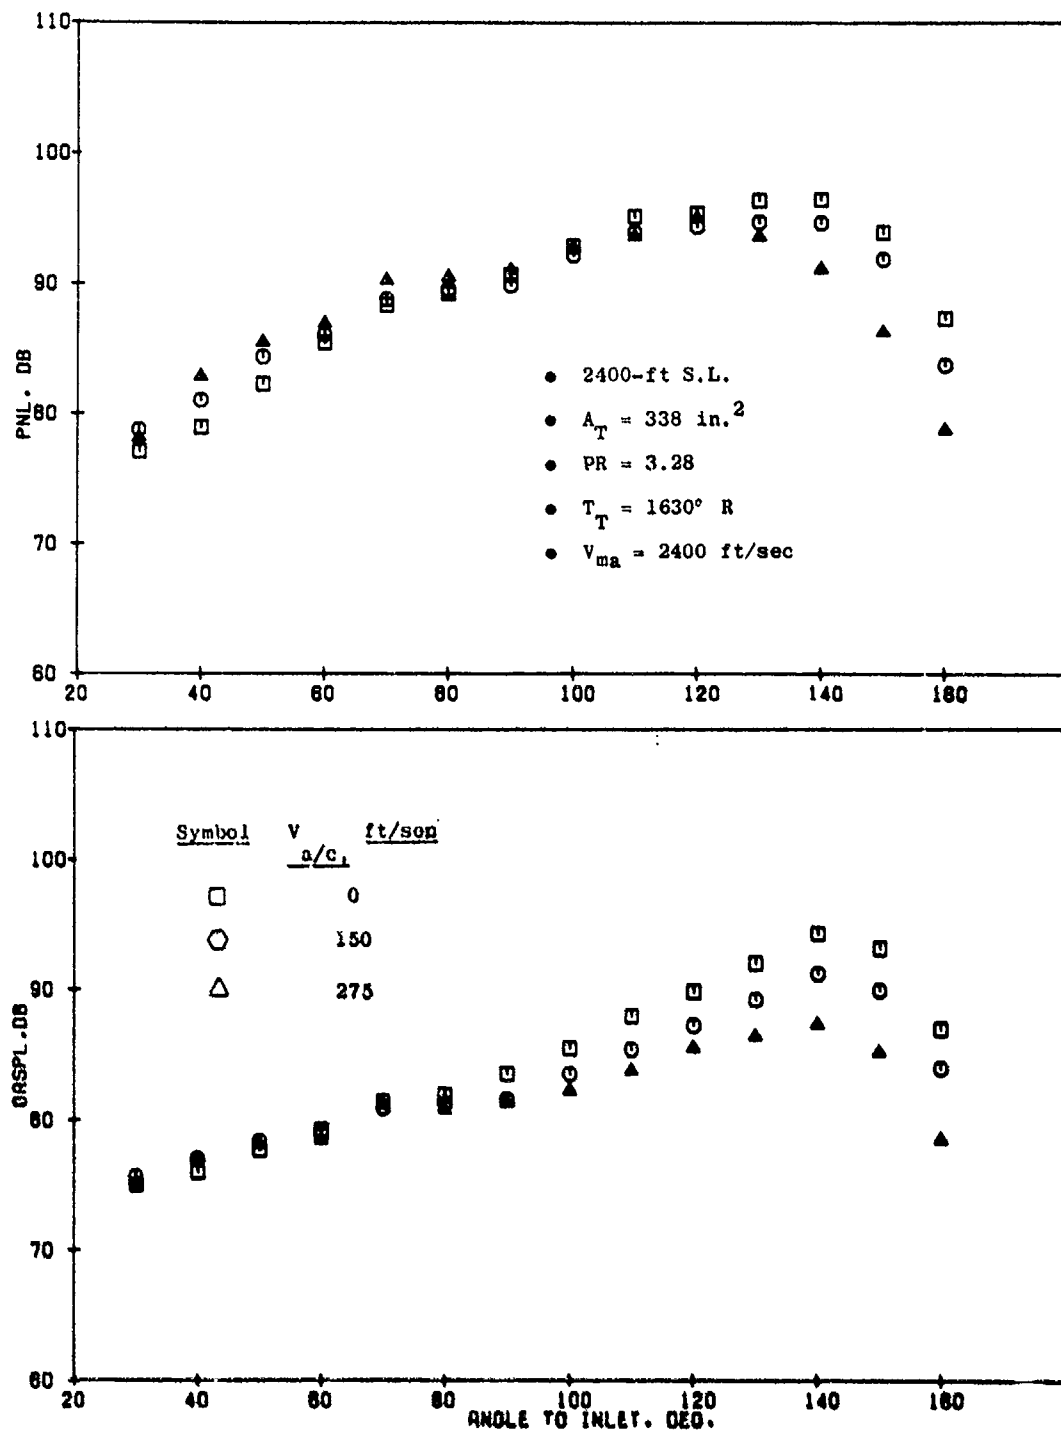 110
100
90
80
70
60
PNL. DB
• 2400-ft S.L.
• A_T = 338 in.²
• PR = 3.28
• T_T = 1630° R
• V_ma = 2400 ft/sec
20 40 60 80 100 120 140 160
110
100
90
80
70
60
OASPL.DB
Symbol V_a/c, ft/sec
0
150
275
20 40 60 80 100 120 140 160
ANGLE TO INLET. DEG.